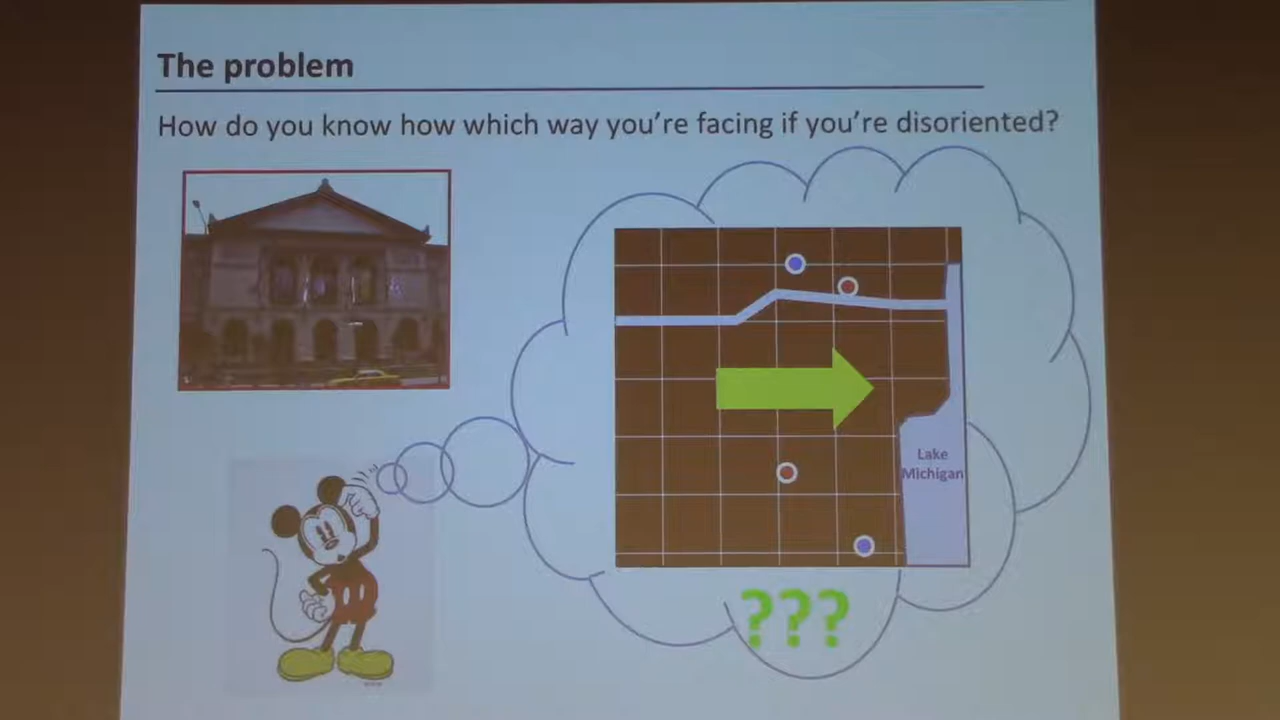 The problem
How do you know how which way you're facing if you're disoriented?
Lake
Michigan
???